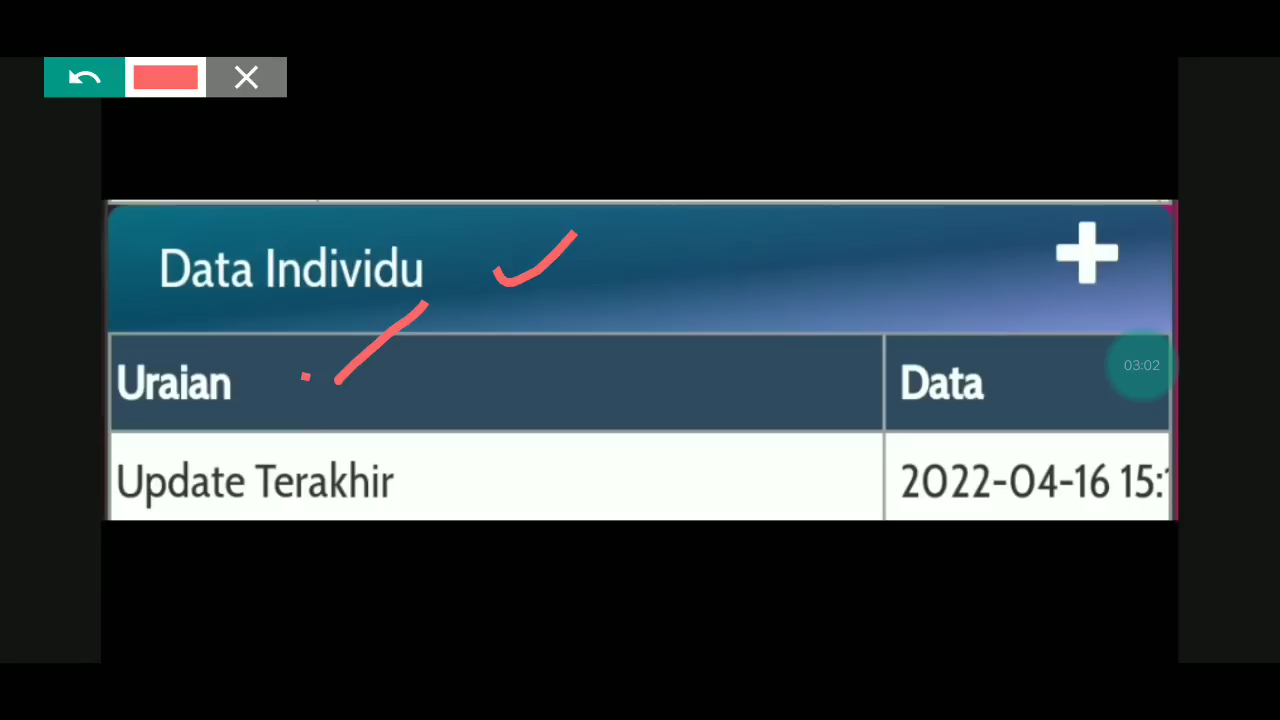 Data Individu
Uraian Data
03:02
Update Terakhir 2022-04-16 15: